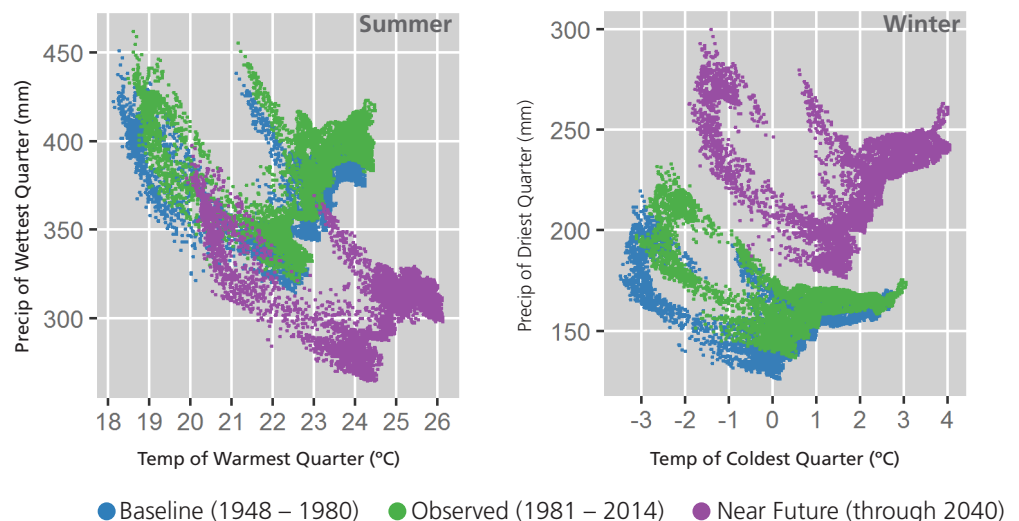 Summer
Precip of Wettest Quarter (mm)
450
400
350
300
18 19 20 21 22 23 24 25 26
Temp of Warmest Quarter (°C)
Winter
Precip of Driest Quarter (mm)
300
250
200
150
-3 -2 -1 0 1 2 3 4
Temp of Coldest Quarter (°C)
Baseline (1948 – 1980) Observed (1981 – 2014) Near Future (through 2040)